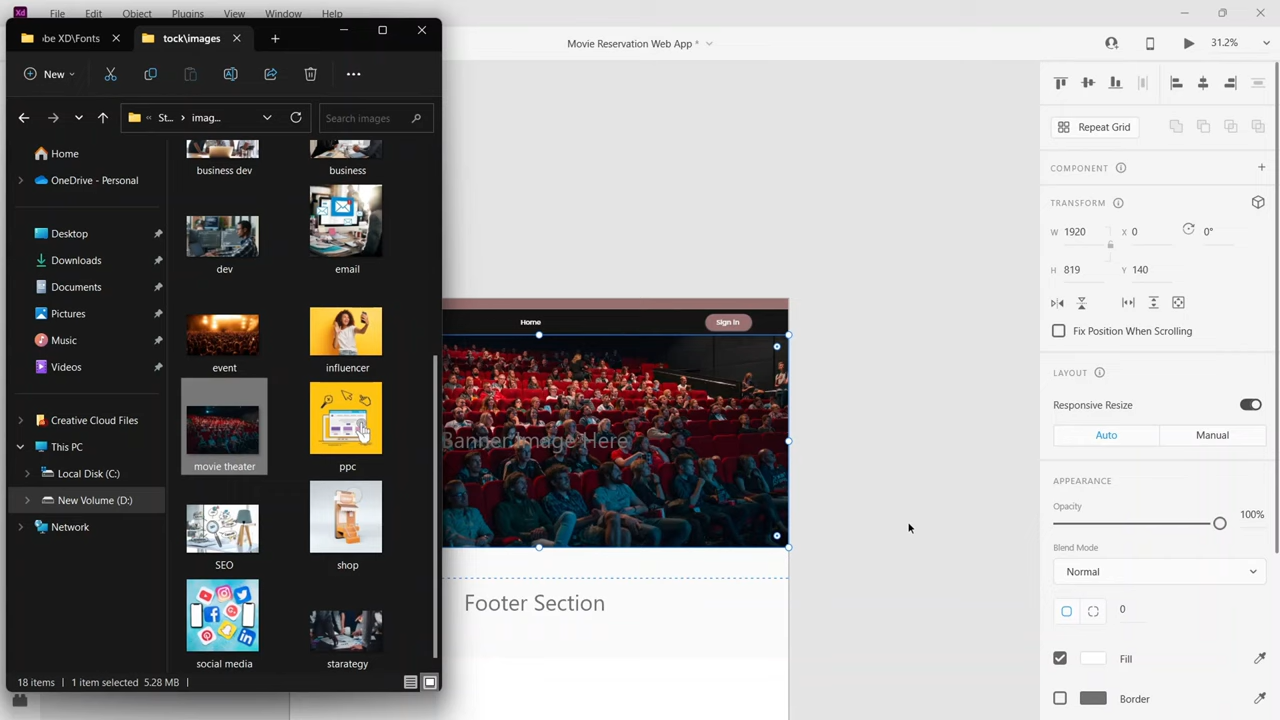 File Edit Object Plugins View Window Help
Movie Reservation Web App *
31.2%
obe XD\Fonts
tock\images
New
St... imag...
Search images
Home
OneDrive - Personal
Desktop
Downloads
Documents
Pictures
Music
Videos
Creative Cloud Files
This PC
Local Disk (C:)
New Volume (D:)
Network
business dev
business
dev
email
event
influencer
movie theater
ppc
SEO
shop
social media
starategy
18 items
1 item selected 5.28 MB
Home
Sign In
Banner Image Here
Footer Section
Repeat Grid
COMPONENT
TRANSFORM
W 1920 X 0 0°
H 819 Y 140
Fix Position When Scrolling
LAYOUT
Responsive Resize
Auto Manual
APPEARANCE
Opacity
100%
Blend Mode
Normal
0
Fill
Border